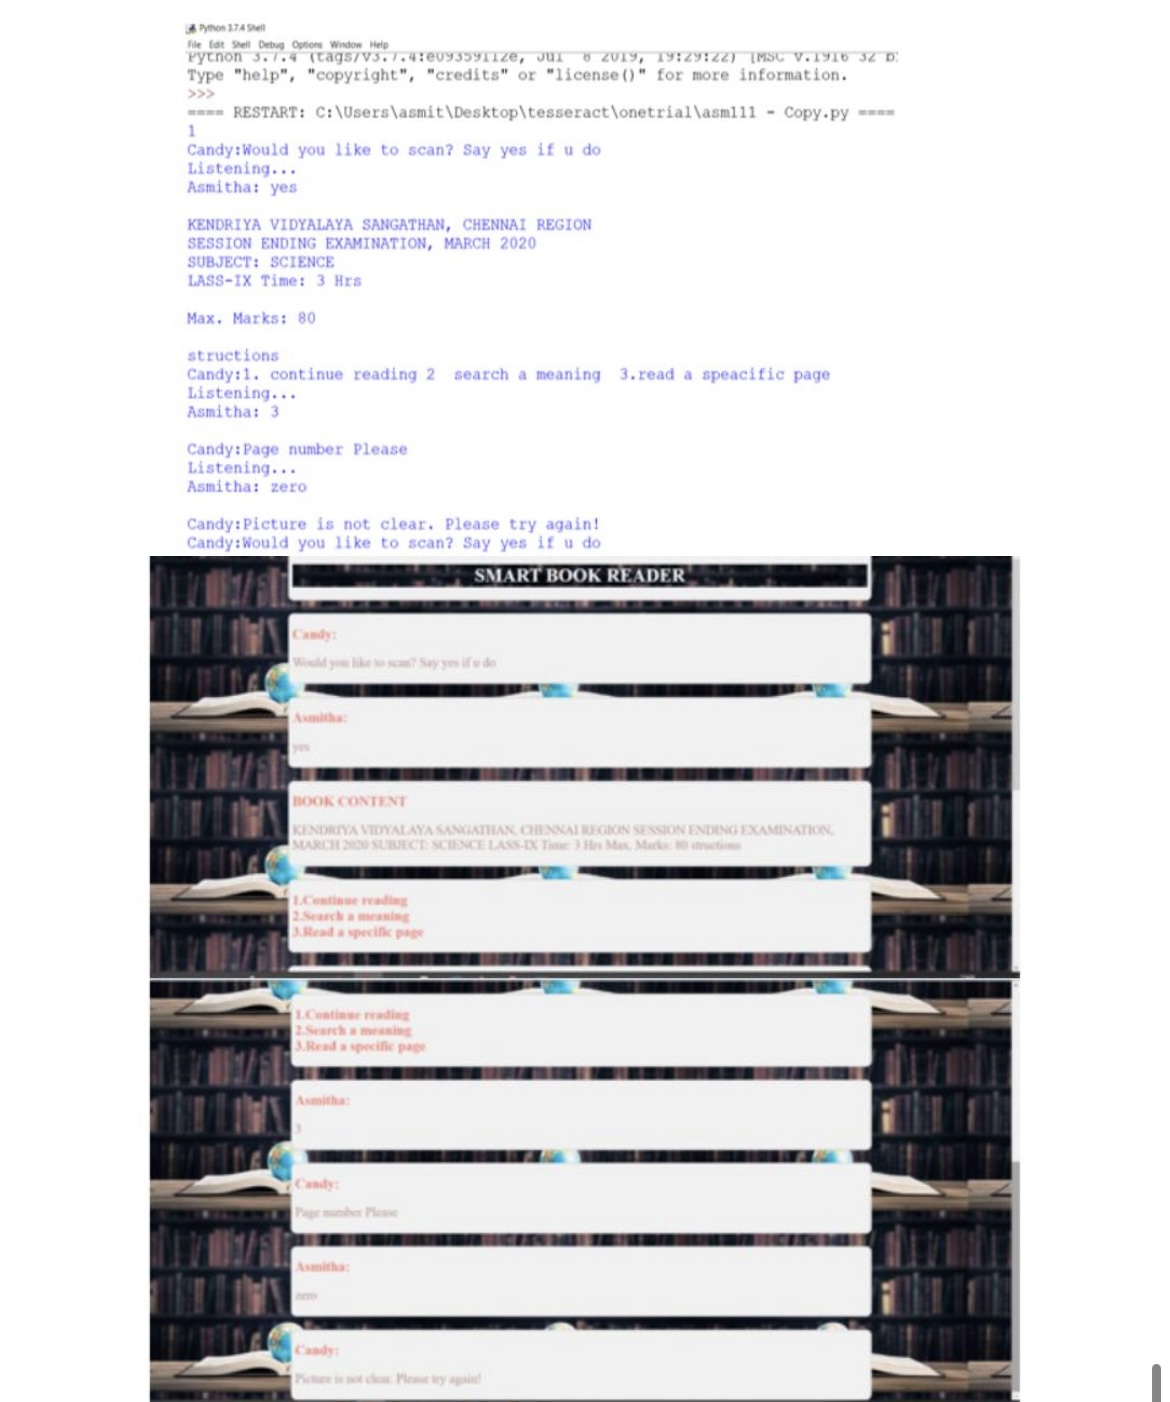 Python 3.7.4 Shell
File Edit Shell Debug Options Window Help
Python 3.7.4 (tags/v3.7.4:e09359112e, Jul 8 2019, 19:29:22) [MSC v.1916 32 b
Type "help", "copyright", "credits" or "license()" for more information.
>>>
==== RESTART: C:\Users\asmit\Desktop\tesseract\onetrial\asm111 - Copy.py ====
1
Candy:Would you like to scan? Say yes if u do
Listening...
Asmitha: yes
KENDRIYA VIDYALAYA SANGATHAN, CHENNAI REGION
SESSION ENDING EXAMINATION, MARCH 2020
SUBJECT: SCIENCE
LASS-IX Time: 3 Hrs
Max. Marks: 80
structions
Candy:1. continue reading 2 search a meaning 3.read a speacific page
Listening...
Asmitha: 3
Candy:Page number Please
Listening...
Asmitha: zero
Candy:Picture is not clear. Please try again!
Candy:Would you like to scan? Say yes if u do
SMART BOOK READER
Candy:
Would you like to scan? Say yes if u do
Asmitha:
yes
BOOK CONTENT
KENDRIYA VIDYALAYA SANGATHAN, CHENNAI REGION SESSION ENDING EXAMINATION,
MARCH 2020 SUBJECT: SCIENCE LASS-IX Time: 3 Hrs Max. Marks: 80 structions
1.Continue reading
2.Search a meaning
3.Read a specific page
1.Continue reading
2.Search a meaning
3.Read a specific page
Asmitha:
3
Candy:
Page number Please
Asmitha:
zero
Candy:
Picture is not clear. Please try again!